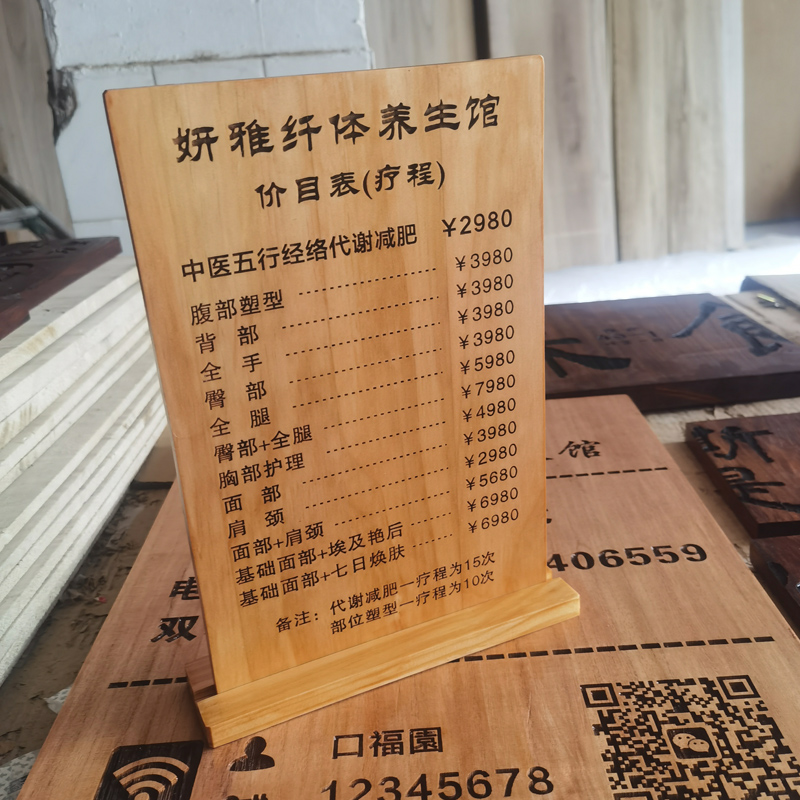 妍雅纤体养生馆
价目表(疗程)
中医五行经络代谢减肥 ¥2980
腹部塑型 ---------- ¥3980
背 部 ---------- ¥3980
全 手 ---------- ¥3980
臀 部 ---------- ¥3980
全 腿 ---------- ¥5980
臀部+全腿 ---------- ¥7980
胸部护理 ---------- ¥4980
面 部 ---------- ¥3980
肩 颈 ---------- ¥2980
面部+肩颈 ---------- ¥5680
基础面部+埃及艳后 ------ ¥6980
基础面部+七日焕肤 ------ ¥6980
备注：代谢减肥一疗程为15次
部位塑型一疗程为10次
馆
406559
电
双
口福園
12345678
食
是